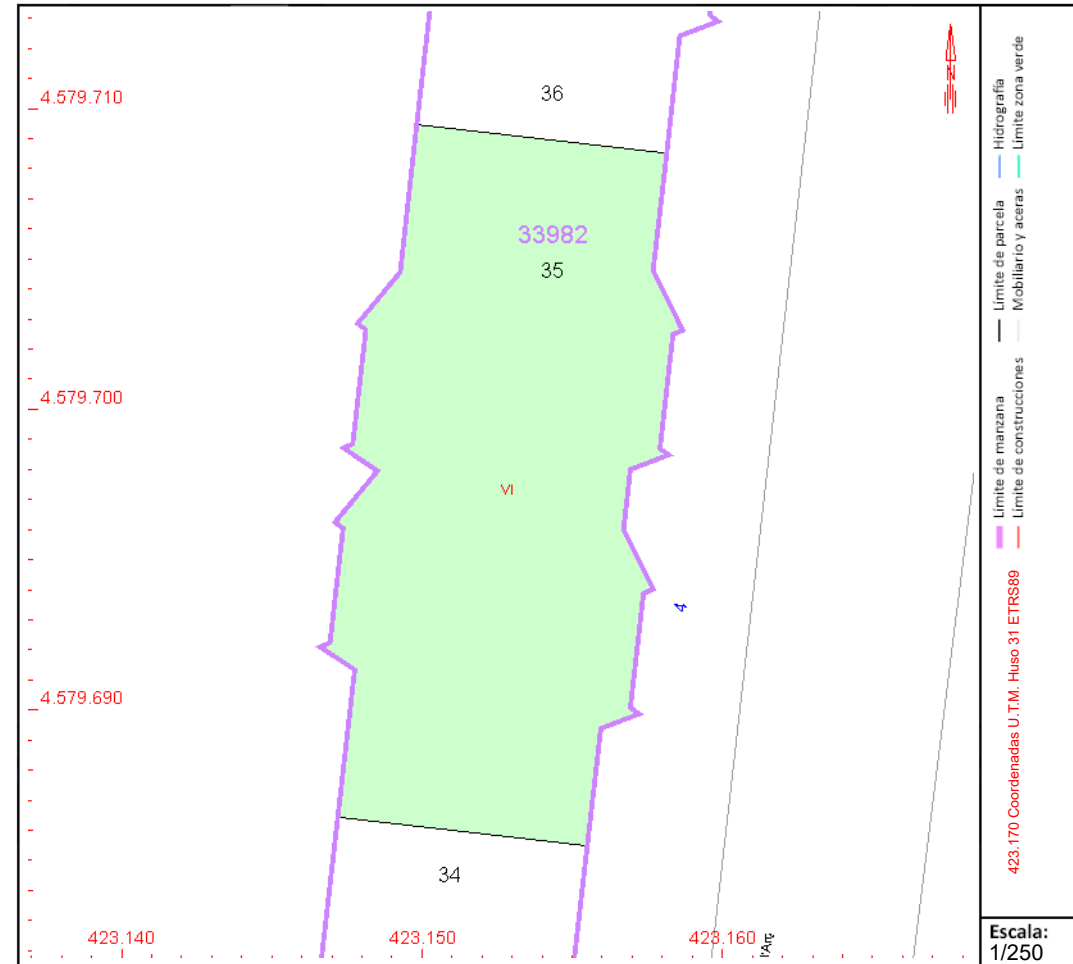 4.579.710
36
33982
35
4.579.700
VI
4
4.579.690
34
423.140
423.150
423.160
N
Hidrografía
Límite zona verde
Límite de parcela
Mobiliario y aceras
Límite de manzana
Límite de construcciones
423.170 Coordenadas U.T.M. Huso 31 ETRS89
Escala:
1/250